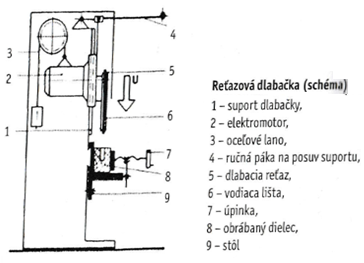 3
2
1
4
5
υ
6
7
8
9
Reťazová dlabačka (schéma)
1 – suport dlabačky,
2 – elektromotor,
3 – oceľové lano,
4 – ručná páka na posuv suportu,
5 – dlabacia reťaz,
6 – vodiaca lišta,
7 – úpinka,
8 – obrábaný dielec,
9 – stôl